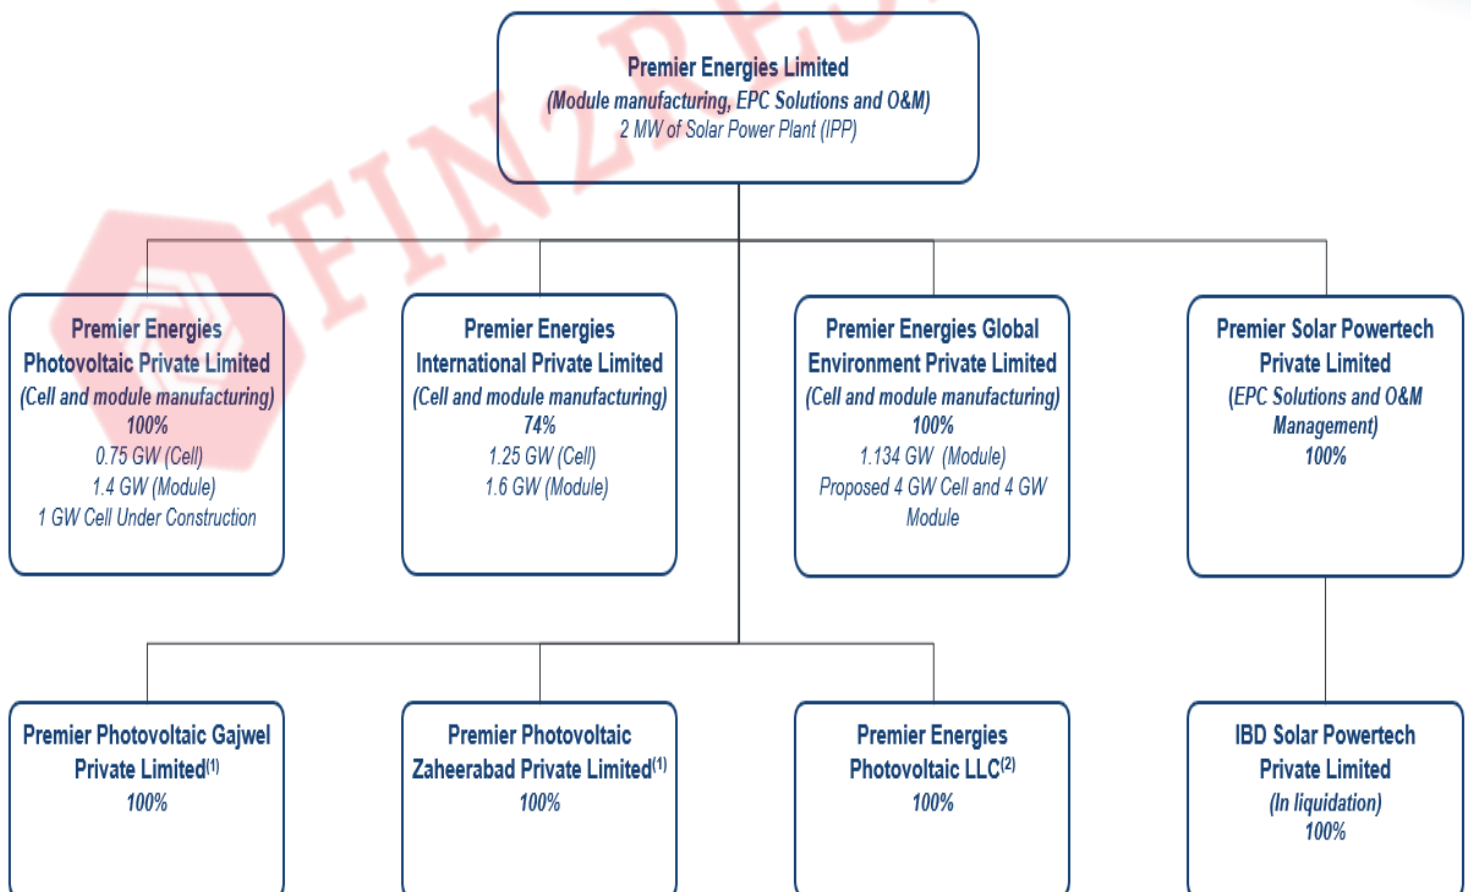 Premier Energies Limited
(Module manufacturing, EPC Solutions and O&M)
2 MW of Solar Power Plant (IPP)
Premier Energies
Photovoltaic Private Limited
(Cell and module manufacturing)
100%
0.75 GW (Cell)
1.4 GW (Module)
1 GW Cell Under Construction
Premier Energies
International Private Limited
(Cell and module manufacturing)
74%
1.25 GW (Cell)
1.6 GW (Module)
Premier Energies Global
Environment Private Limited
(Cell and module manufacturing)
100%
1.134 GW (Module)
Proposed 4 GW Cell and 4 GW
Module
Premier Solar Powertech
Private Limited
(EPC Solutions and O&M
Management)
100%
Premier Photovoltaic Gajwel
Private Limited(1)
100%
Premier Photovoltaic
Zaheerabad Private Limited(1)
100%
Premier Energies
Photovoltaic LLC(2)
100%
IBD Solar Powertech
Private Limited
(In liquidation)
100%